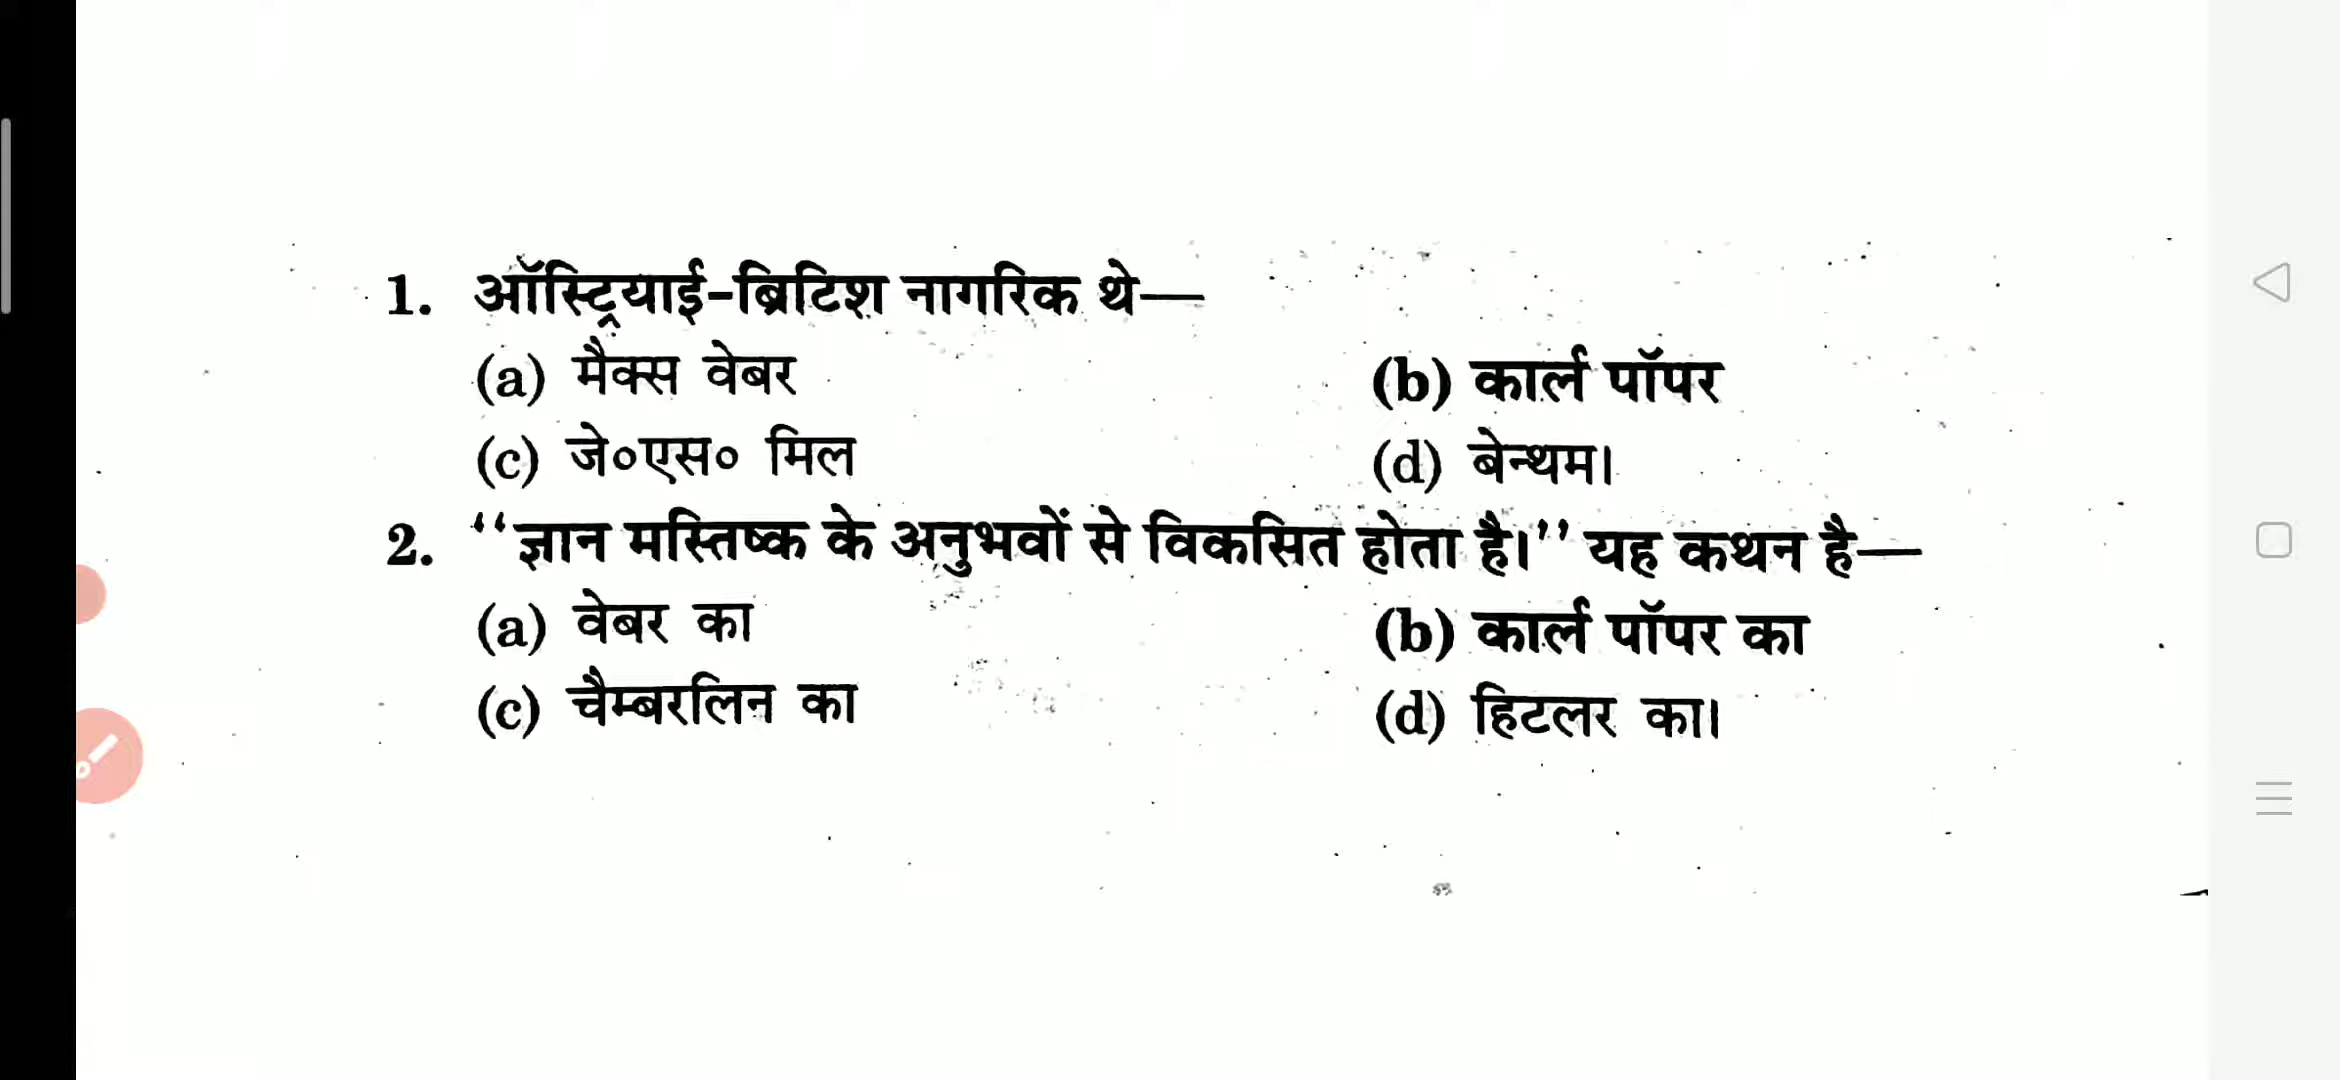 1. ऑस्ट्रियाई-ब्रिटिश नागरिक थे—
(a) मैक्स वेबर (b) कार्ल पॉपर
(c) जे०एस० मिल (d) बेन्थम।
2. ‘‘ज्ञान मस्तिष्क के अनुभवों से विकसित होता है।’’ यह कथन है—
(a) वेबर का (b) कार्ल पॉपर का
(c) चैम्बरलिन का (d) हिटलर का।